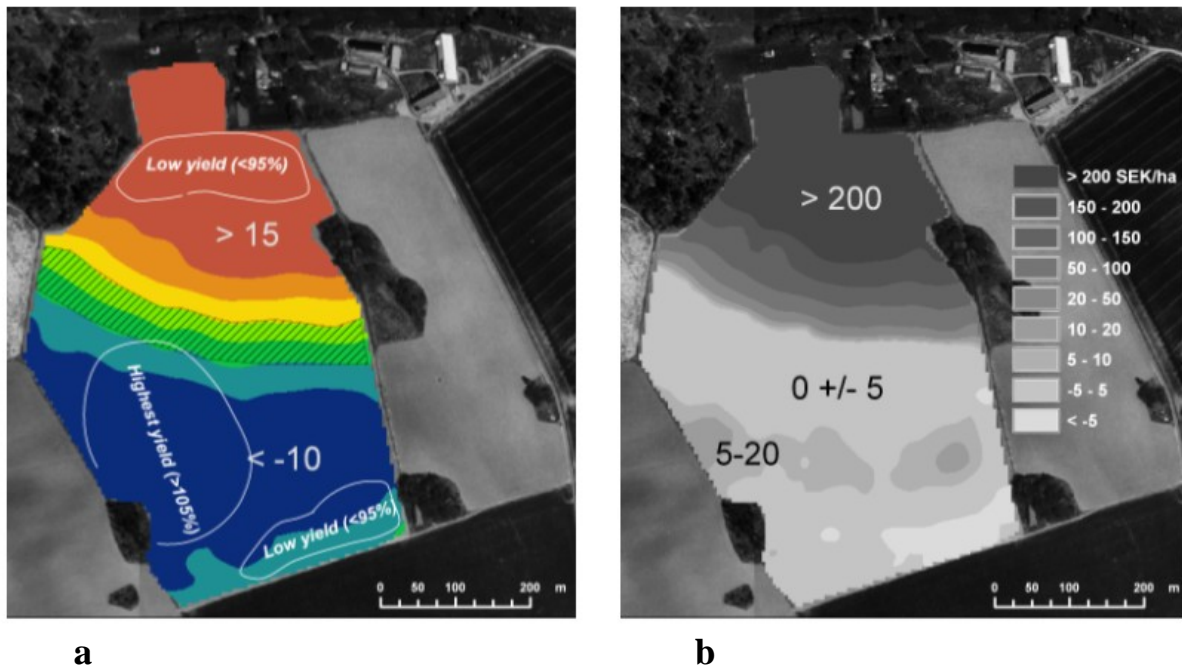 Low yield (<95%)
> 15
Highest yield (>105%)
< -10
Low yield (<95%)
0 50 100 200 m
a
> 200
> 200 SEK/ha
150 - 200
100 - 150
50 - 100
20 - 50
10 - 20
5 - 10
-5 - 5
< -5
0 +/- 5
5-20
0 50 100 200 m
b